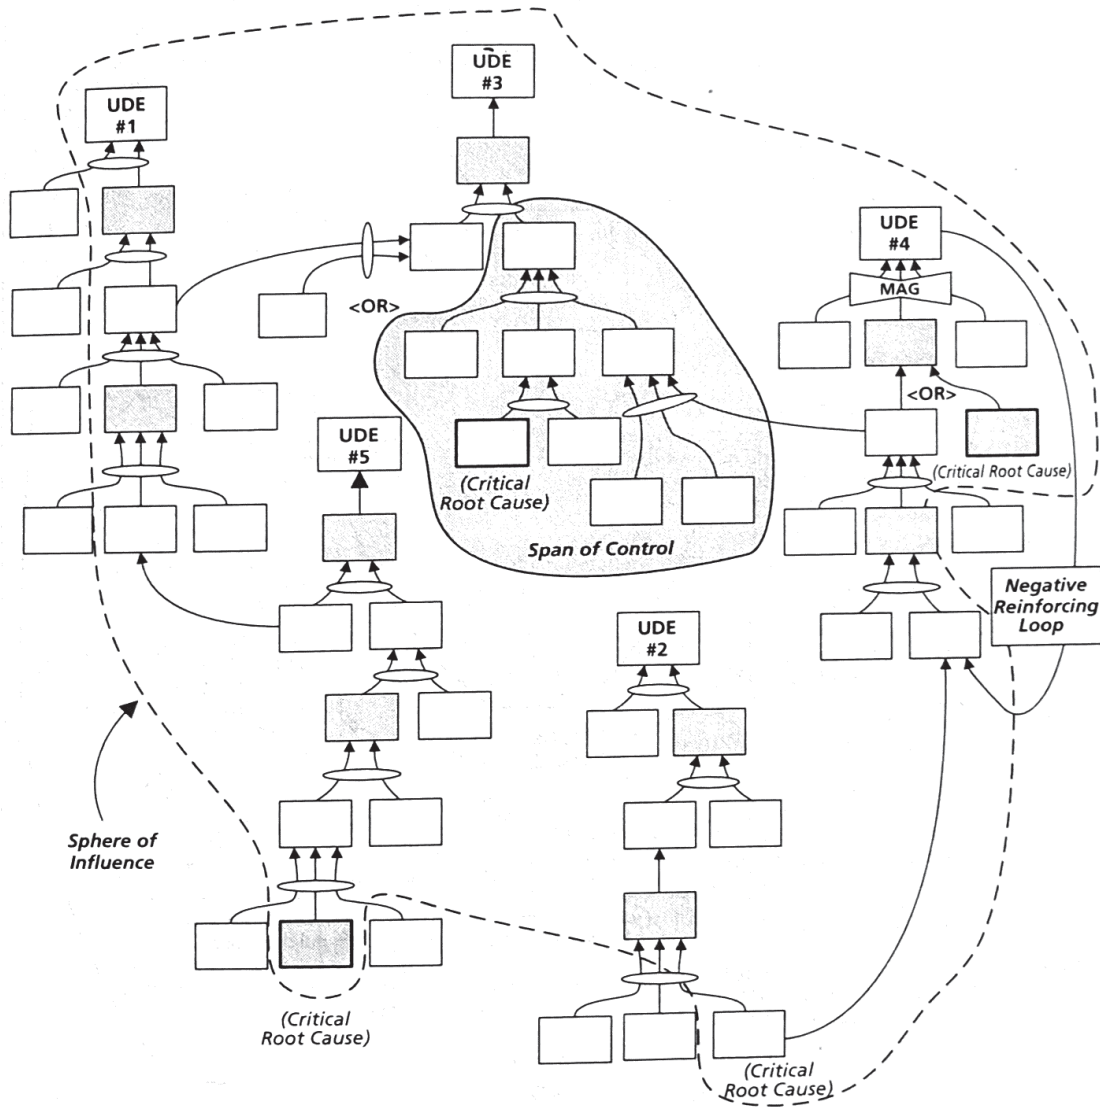 UDE
#3
UDE
#1
UDE
#4
MAG
<OR>
<OR>
UDE
#5
(Critical Root Cause)
(Critical
Root Cause)
Span of Control
Negative
Reinforcing
Loop
UDE
#2
Sphere of
Influence
(Critical
Root Cause)
(Critical
Root Cause)